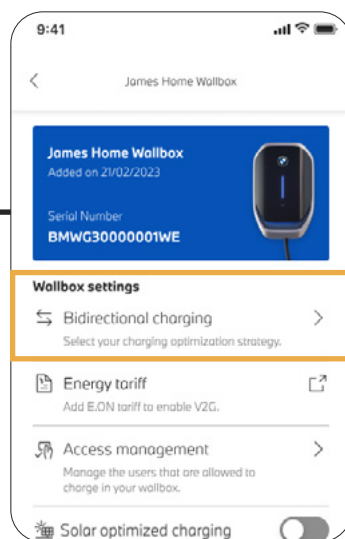 9:41
James Home Wallbox
James Home Wallbox
Added on 21/02/2023
Serial Number
BMWG30000001WE
Wallbox settings
Bidirectional charging
Select your charging optimization strategy.
Energy tariff
Add E.ON tariff to enable V2G.
Access management
Manage the users that are allowed to
charge in your wallbox.
Solar optimized charging